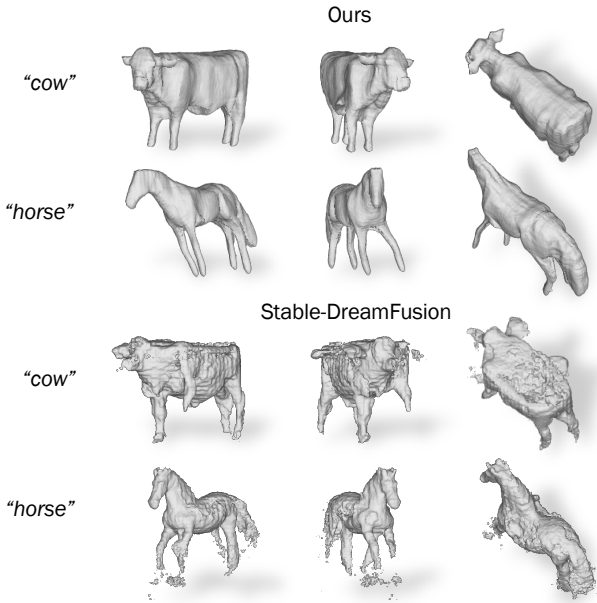 Ours
“cow”
“horse”
Stable-DreamFusion
“cow”
“horse”